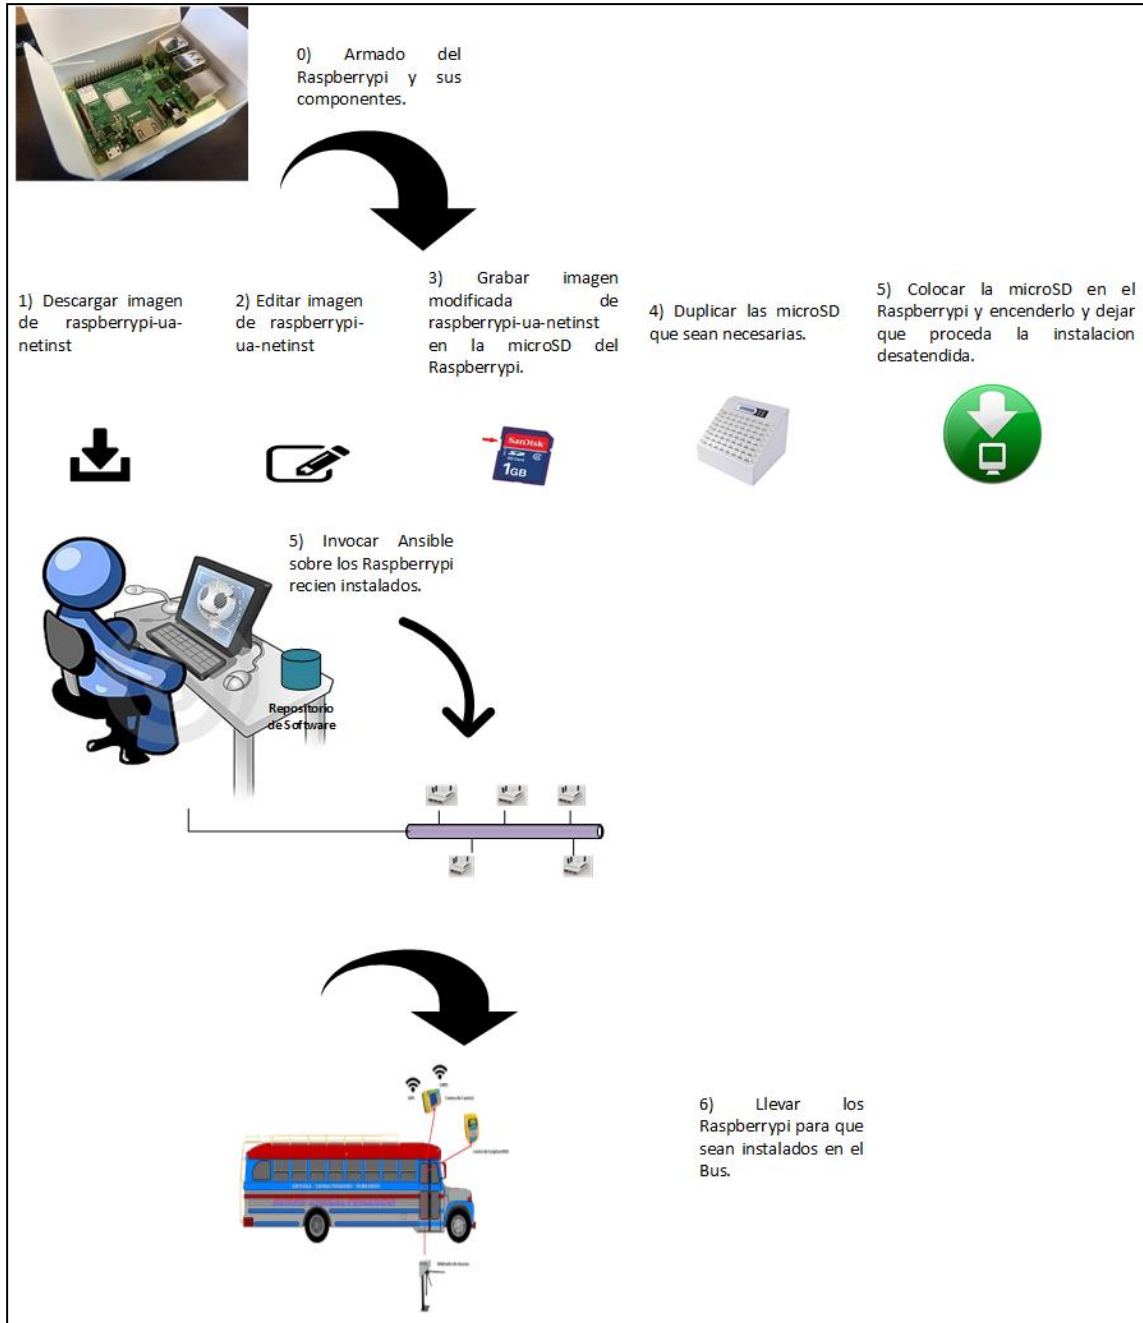 0) Armado del
Raspberrypi y sus
componentes.
1) Descargar imagen
de raspberrypi-ua-
netinst
2) Editar imagen
de raspberrypi-
ua-netinst
3) Grabar imagen
modificada de
raspberrypi-ua-netinst
en la microSD del
Raspberrypi.
4) Duplicar las microSD
que sean necesarias.
5) Colocar la microSD en el
Raspberrypi y encenderlo y dejar
que proceda la instalacion
desatendida.
SanDisk
1GB
5) Invocar Ansible
sobre los Raspberrypi
recien instalados.
Repositorio
de Software
6) Llevar los
Raspberrypi para que
sean instalados en el
Bus.